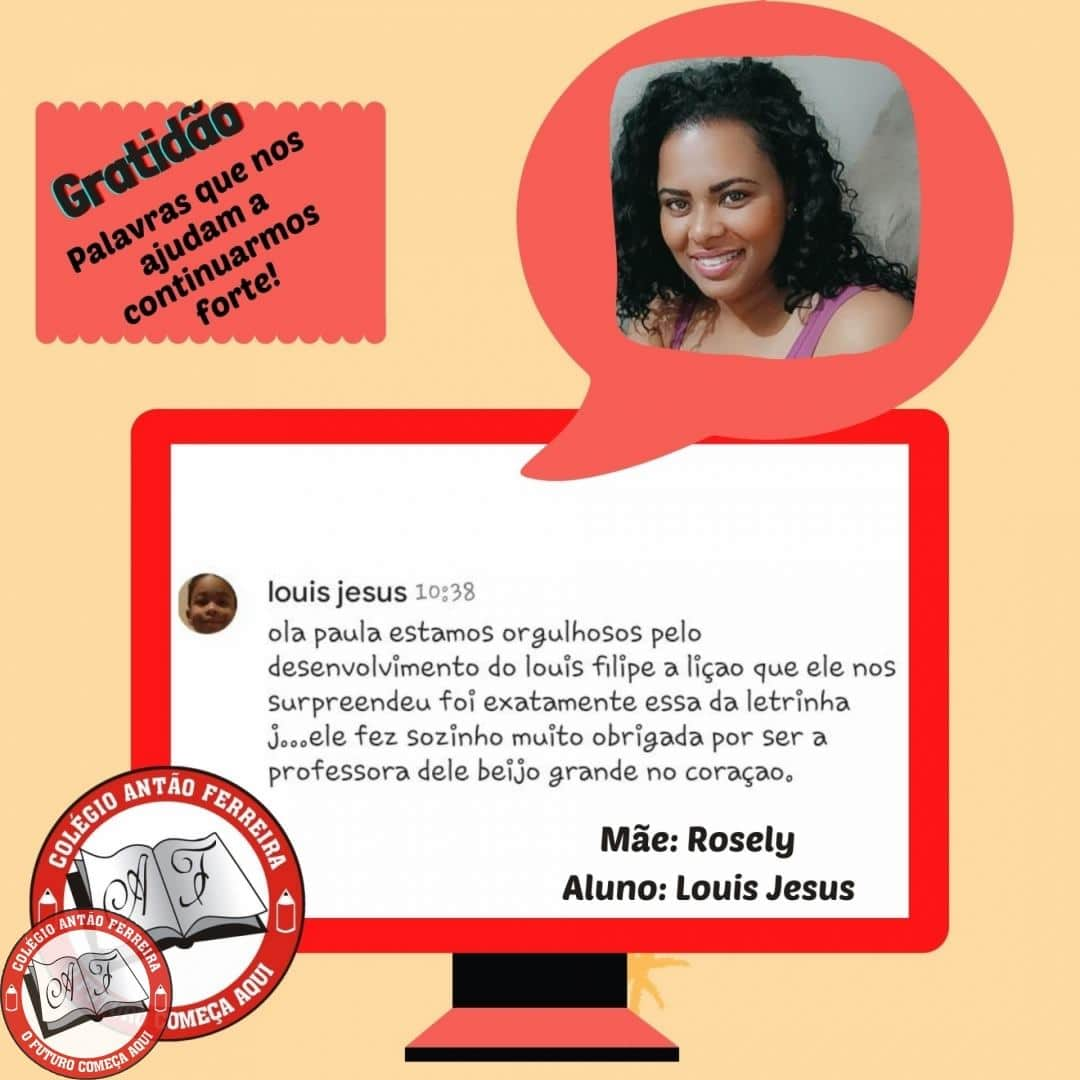 Gratidão
Palavras que nos
ajudam a
continuarmos
forte!
louis jesus 10:38
ola paula estamos orgulhosos pelo
desenvolvimento do louis filipe a liçao que ele nos
surpreendeu foi exatamente essa da letrinha
j...ele fez sozinho muito obrigada por ser a
professora dele beijo grande no coraçao.
Mãe: Rosely
Aluno: Louis Jesus
COLÉGIO ANTÃO FERREIRA
A F
COMEÇA AQUI
COLÉGIO ANTÃO FERREIRA
A F
O FUTURO COMEÇA AQUI